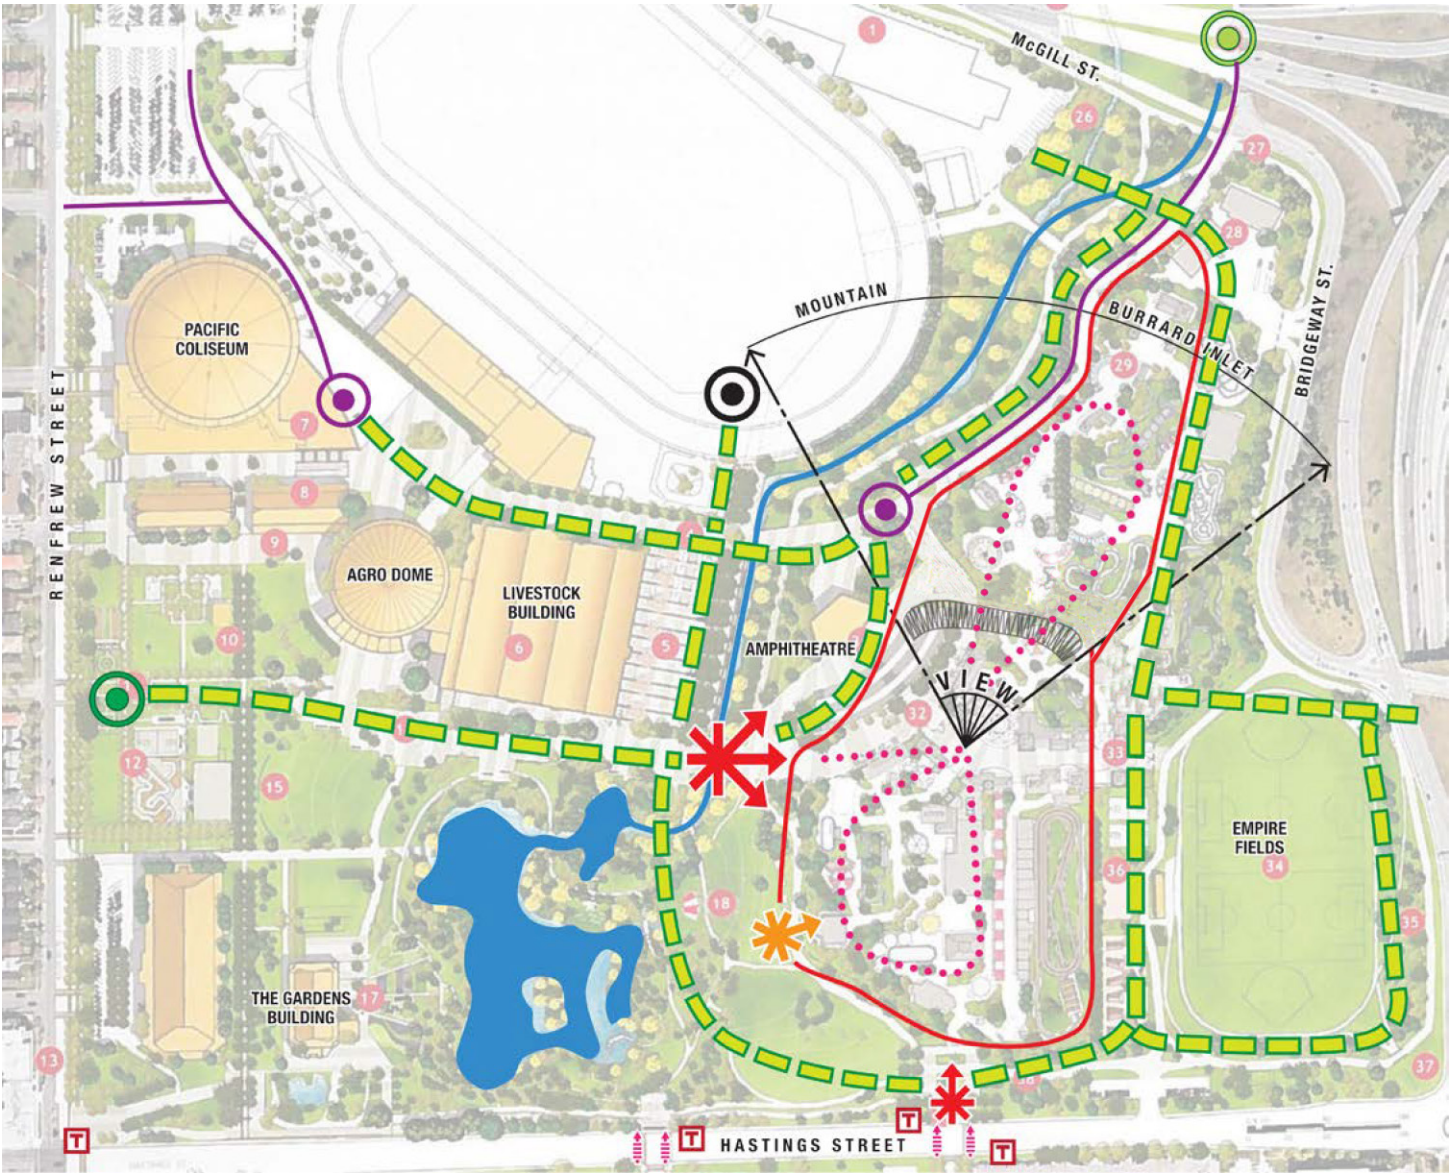 1
McGILL ST.
26
27
28
MOUNTAIN
BURRARD INLET
BRIDGEWAY ST.
PACIFIC
COLISEUM
29
RENFREW STREET
7
8
9
AGRO DOME
LIVESTOCK
BUILDING
10
6
5
AMPHITHEATRE
VIEW
32
33
12
15
EMPIRE
FIELDS
34
36
35
18
THE GARDENS
BUILDING
17
13
37
38
T
T
T
T
HASTINGS STREET